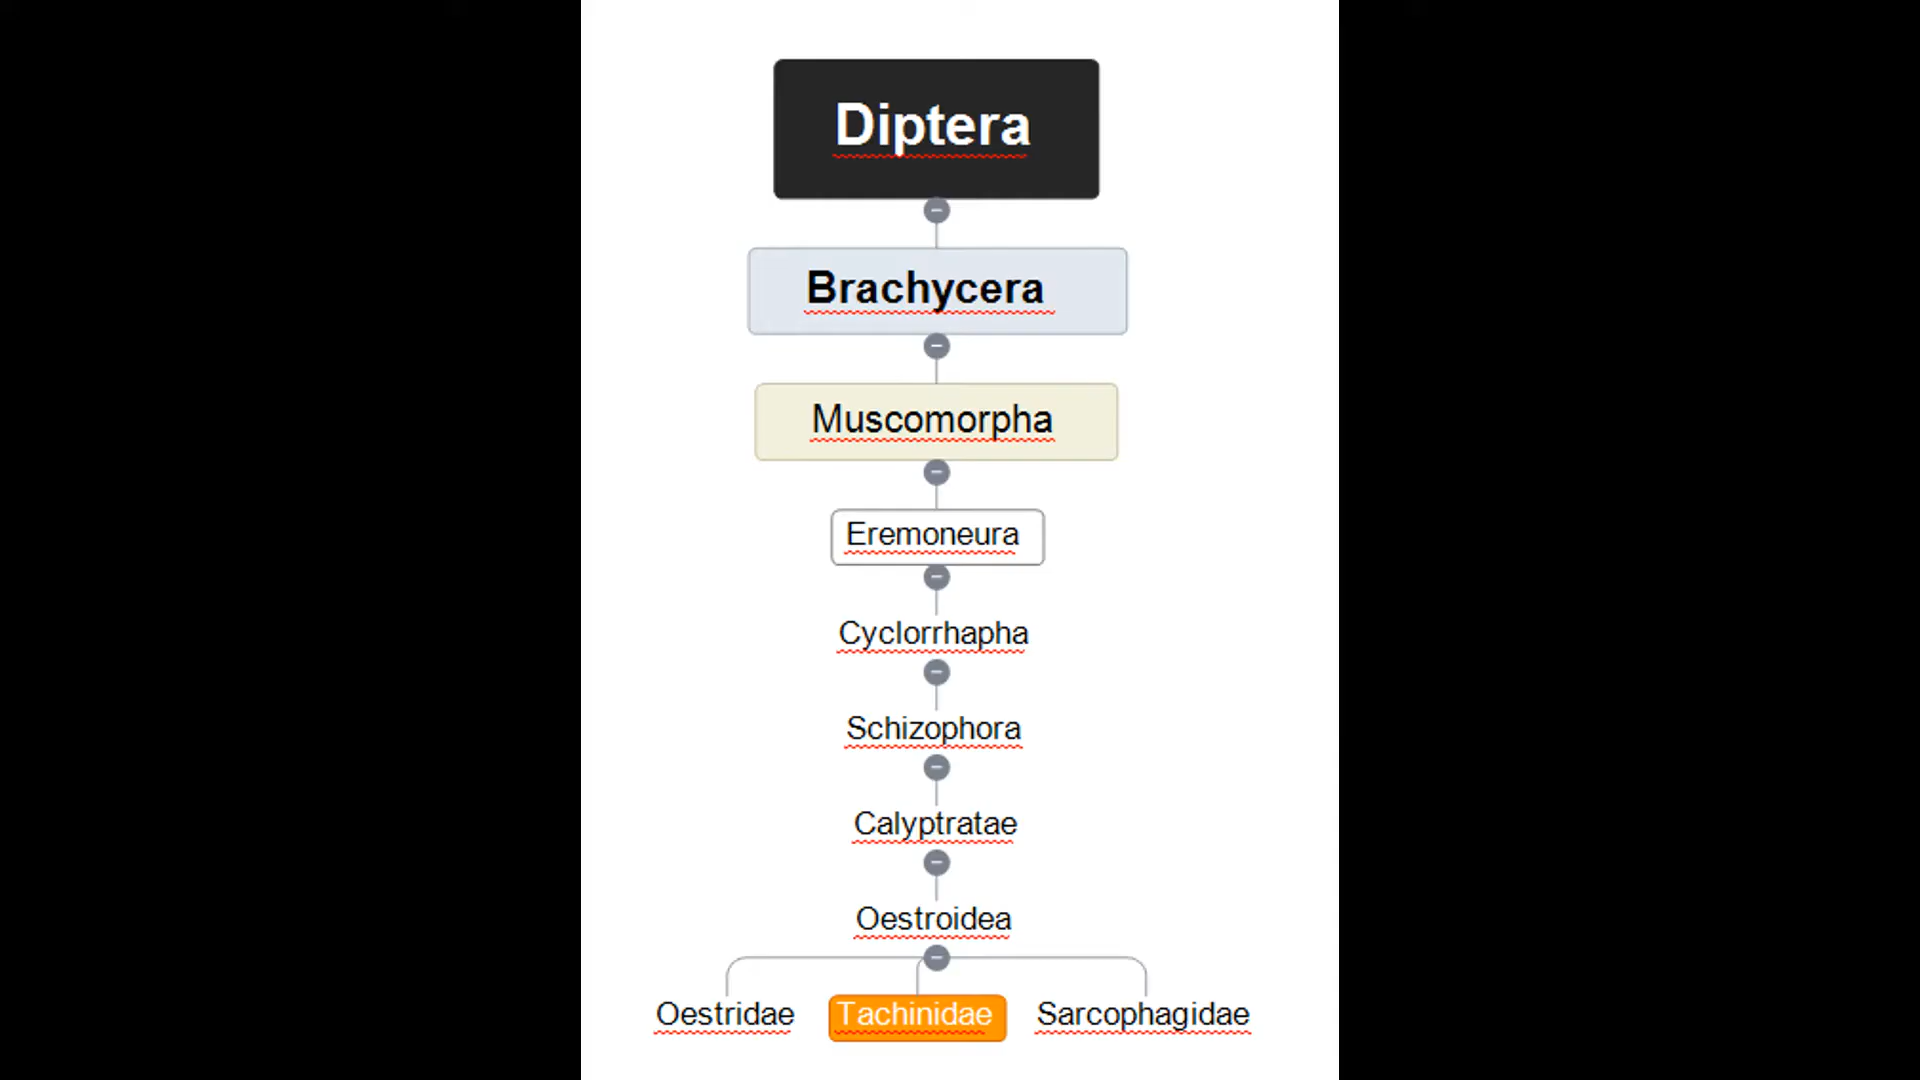 Diptera
Brachycera
Muscomorpha
Eremoneura
Cyclorrhapha
Schizophora
Calyptratae
Oestroidea
Oestridae Tachinidae Sarcophagidae